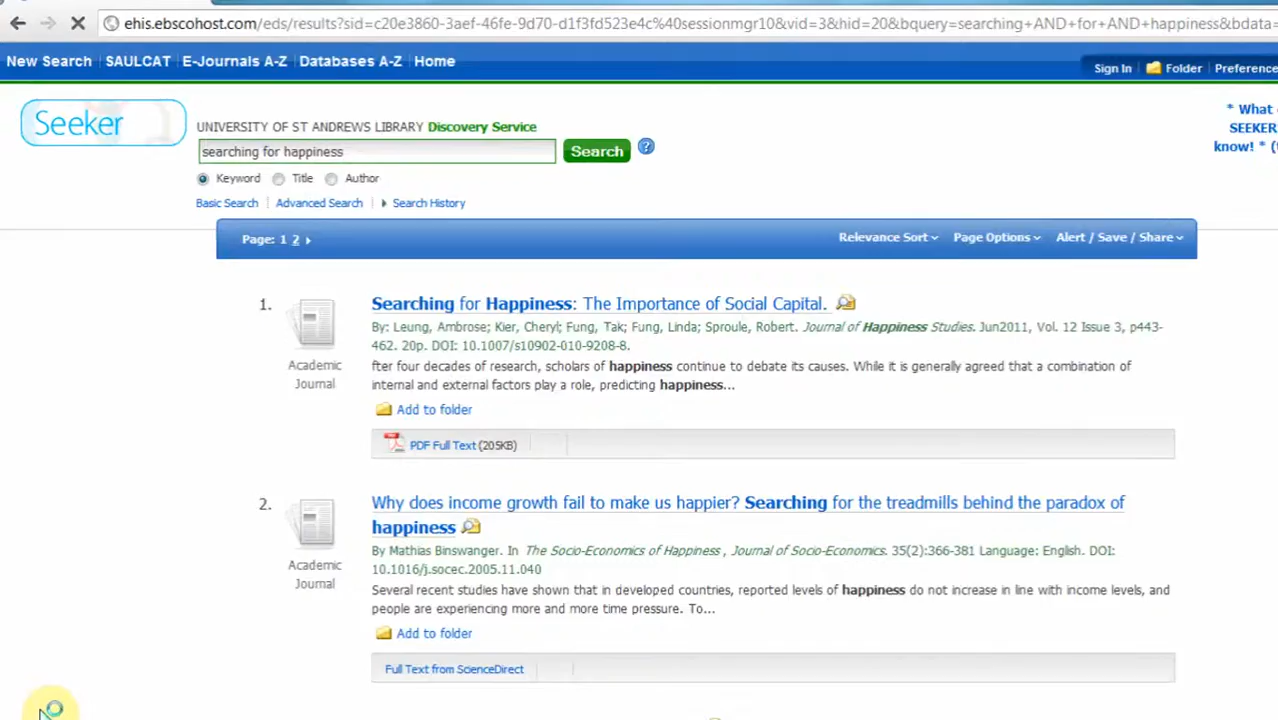 ehis.ebscohost.com/eds/results?sid=c20e3860-3aef-46fe-9d70-d1f3fd523e4c%40sessionmgr10&vid=3&hid=20&bquery=searching+AND+for+AND+happiness&bdata=
New Search SAULCAT E-Journals A-Z Databases A-Z Home
Sign In Folder Preference
* What
SEEKER
know! * (t
Seeker
UNIVERSITY OF ST ANDREWS LIBRARY Discovery Service
searching for happiness Search ?
Keyword Title Author
Basic Search Advanced Search Search History
Page: 1 2 Relevance Sort Page Options Alert / Save / Share
1. Searching for Happiness: The Importance of Social Capital.
By: Leung, Ambrose; Kier, Cheryl; Fung, Tak; Fung, Linda; Sproule, Robert. Journal of Happiness Studies. Jun2011, Vol. 12 Issue 3, p443-
462. 20p. DOI: 10.1007/s10902-010-9208-8.
Academic
Journal
fter four decades of research, scholars of happiness continue to debate its causes. While it is generally agreed that a combination of
internal and external factors play a role, predicting happiness...
Add to folder
PDF Full Text (205KB)
2. Why does income growth fail to make us happier? Searching for the treadmills behind the paradox of
happiness
By Mathias Binswanger. In The Socio-Economics of Happiness , Journal of Socio-Economics. 35(2):366-381 Language: English. DOI:
10.1016/j.socec.2005.11.040
Academic
Journal
Several recent studies have shown that in developed countries, reported levels of happiness do not increase in line with income levels, and
people are experiencing more and more time pressure. To...
Add to folder
Full Text from ScienceDirect